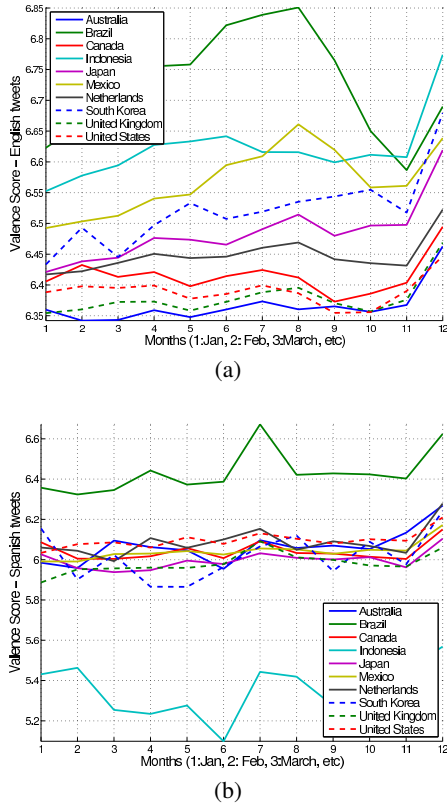 6.85
6.8
6.75
6.7
6.65
6.6
6.55
6.5
6.45
6.4
6.35
Valence Score – English tweets
Australia
Brazil
Canada
Indonesia
Japan
Mexico
Netherlands
South Korea
United Kingdom
United States
1 2 3 4 5 6 7 8 9 10 11 12
Months (1:Jan, 2: Feb, 3:March, etc)
(a)
6.6
6.4
6.2
6
5.8
5.6
5.4
5.2
Valence Score – Spanish tweets
Australia
Brazil
Canada
Indonesia
Japan
Mexico
Netherlands
South Korea
United Kingdom
United States
1 2 3 4 5 6 7 8 9 10 11 12
Months (1:Jan, 2: Feb, 3:March, etc)
(b)